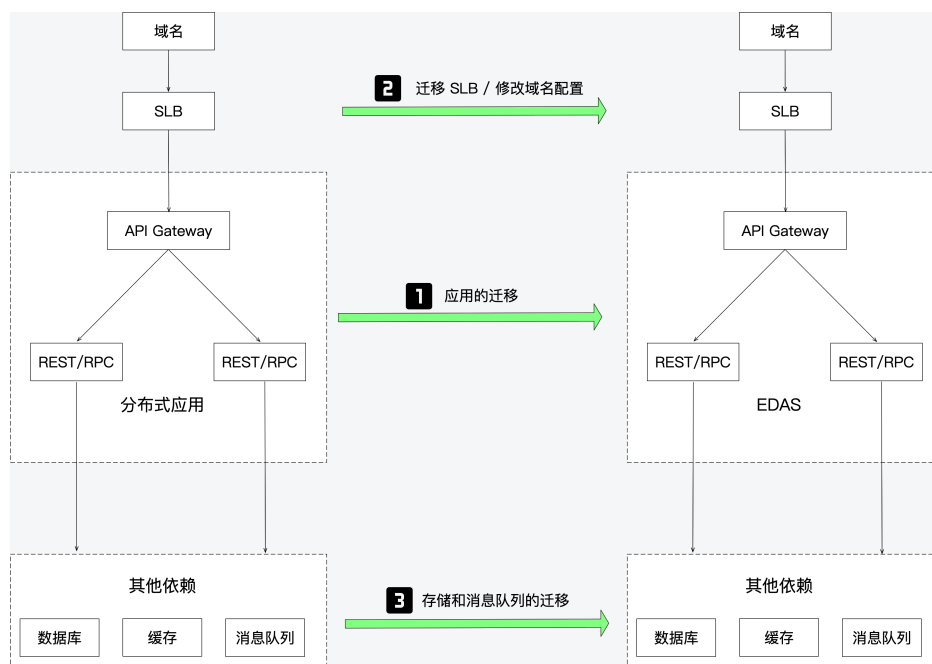 域名
域名
2 迁移 SLB / 修改域名配置
SLB
SLB
API Gateway
API Gateway
1 应用的迁移
REST/RPC
REST/RPC
REST/RPC
REST/RPC
分布式应用
EDAS
其他依赖
其他依赖
3 存储和消息队列的迁移
数据库
缓存
消息队列
数据库
缓存
消息队列